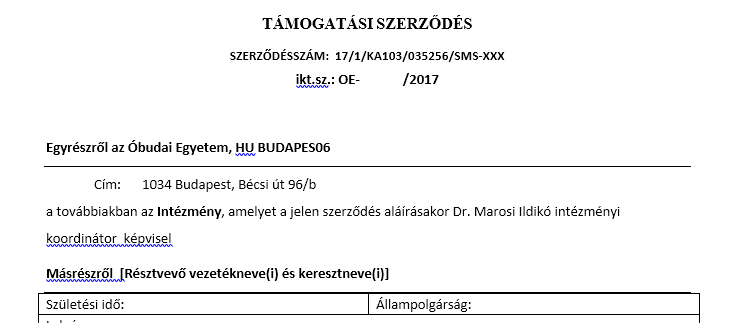 TÁMOGATÁSI SZERZŐDÉS
SZERZŐDÉSSZÁM: 17/1/KA103/035256/SMS-XXX
ikt.sz.: OE- /2017
Egyrészről az Óbudai Egyetem, HU BUDAPES06
Cím: 1034 Budapest, Bécsi út 96/b
a továbbiakban az Intézmény, amelyet a jelen szerződés aláírásakor Dr. Marosi Ildikó intézményi
koordinátor képvisel
Másrészről [Résztvevő vezetékneve(i) és keresztneve(i)]
Születési idő: Állampolgárság: